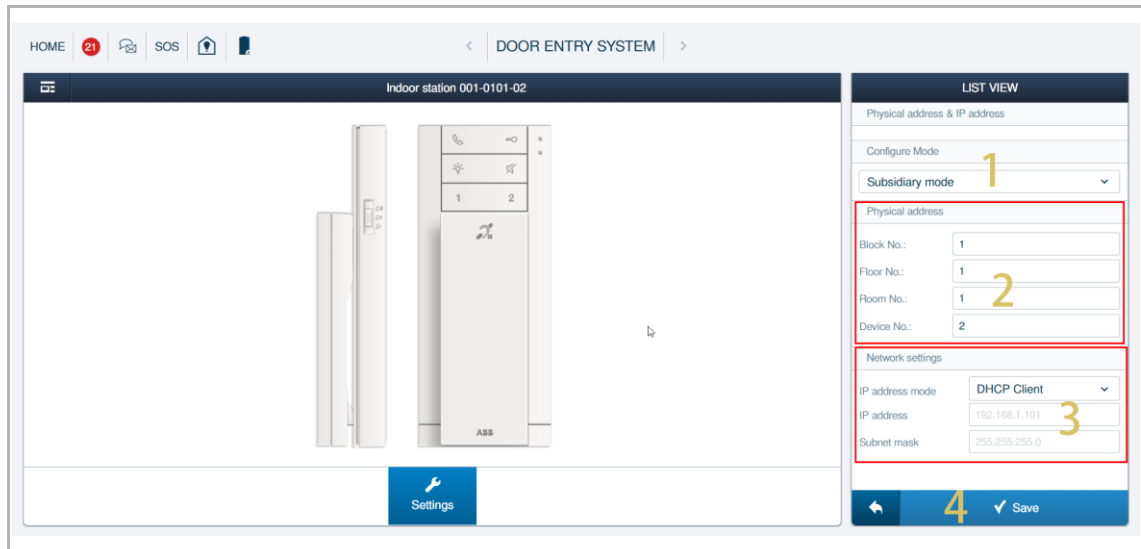 HOME 21 SOS < DOOR ENTRY SYSTEM >
Indoor station 001-0101-02
1 2
ABB
Settings
LIST VIEW
Physical address & IP address
Configure Mode
1
Subsidiary mode
Physical address
Block No.: 1
Floor No.: 1
2
Room No.: 1
Device No.: 2
Network settings
IP address mode DHCP Client
IP address 192.168.1.101
3
Subnet mask 255.255.255.0
4 Save